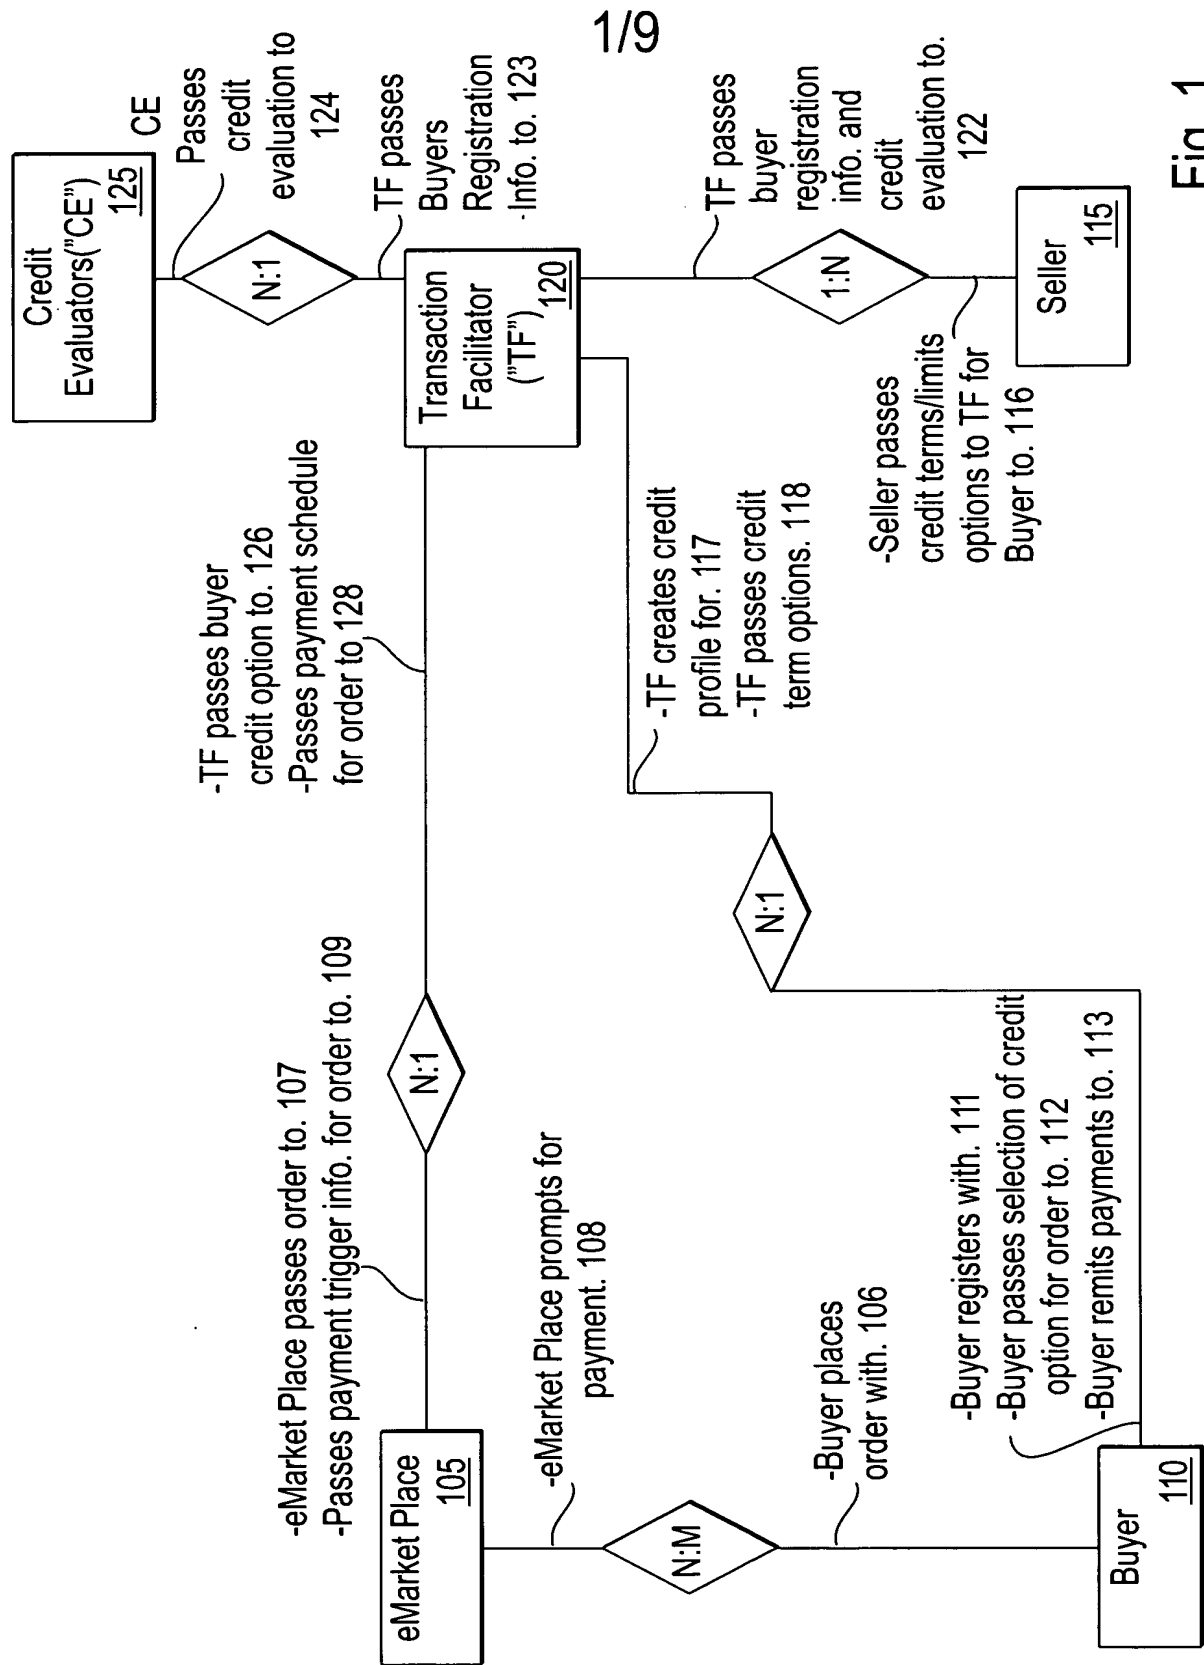 1/9
Credit
Evaluators("CE")
125
CE
Passes
credit
evaluation to
124
N:1
TF passes
Buyers
Registration
Info. to. 123
Transaction
Facilitator
("TF")
120
-TF passes buyer
credit option to. 126
-Passes payment schedule
for order to 128
-eMarket Place passes order to. 107
-Passes payment trigger info. for order to. 109
N:1
eMarket Place
105
-eMarket Place prompts for
payment. 108
N:M
-Buyer places
order with. 106
Buyer
110
-Buyer registers with. 111
-Buyer passes selection of credit
option for order to. 112
-Buyer remits payments to. 113
N:1
-TF creates credit
profile for. 117
-TF passes credit
term options. 118
TF passes
buyer
registration
info. and
credit
evaluation to.
122
1:N
-Seller passes
credit terms/limits
options to TF for
Buyer to. 116
Seller
115
Fig. 1